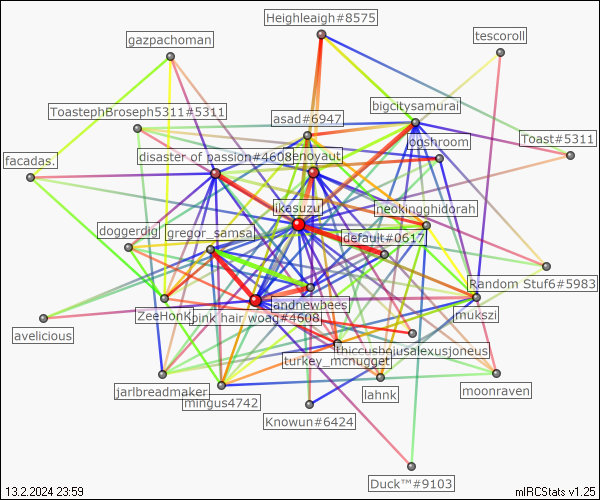 Heighleaigh#8575
tescoroll
gazpachoman
bigcitysamurai
ToastephBroseph5311#5311
asad#6947
ogshroom
Toast#5311
disaster of passion#4608
enoyaut
facadas.
ikasuzu
neokingghidorah
doggerdig
gregor_samsa
default#0617
Random Stuf6#5983
andnewbees
zeeHonK
pink hair woag#4608
mukszi
avelicious
thiccusbojusalexusjoneus
turkey_mcnugget
jarlbreadmaker
mingus4742
lahnk
moonraven
Knowun#6424
Duck™#9103
13.2.2024 23:59
mIRCStats v1.25